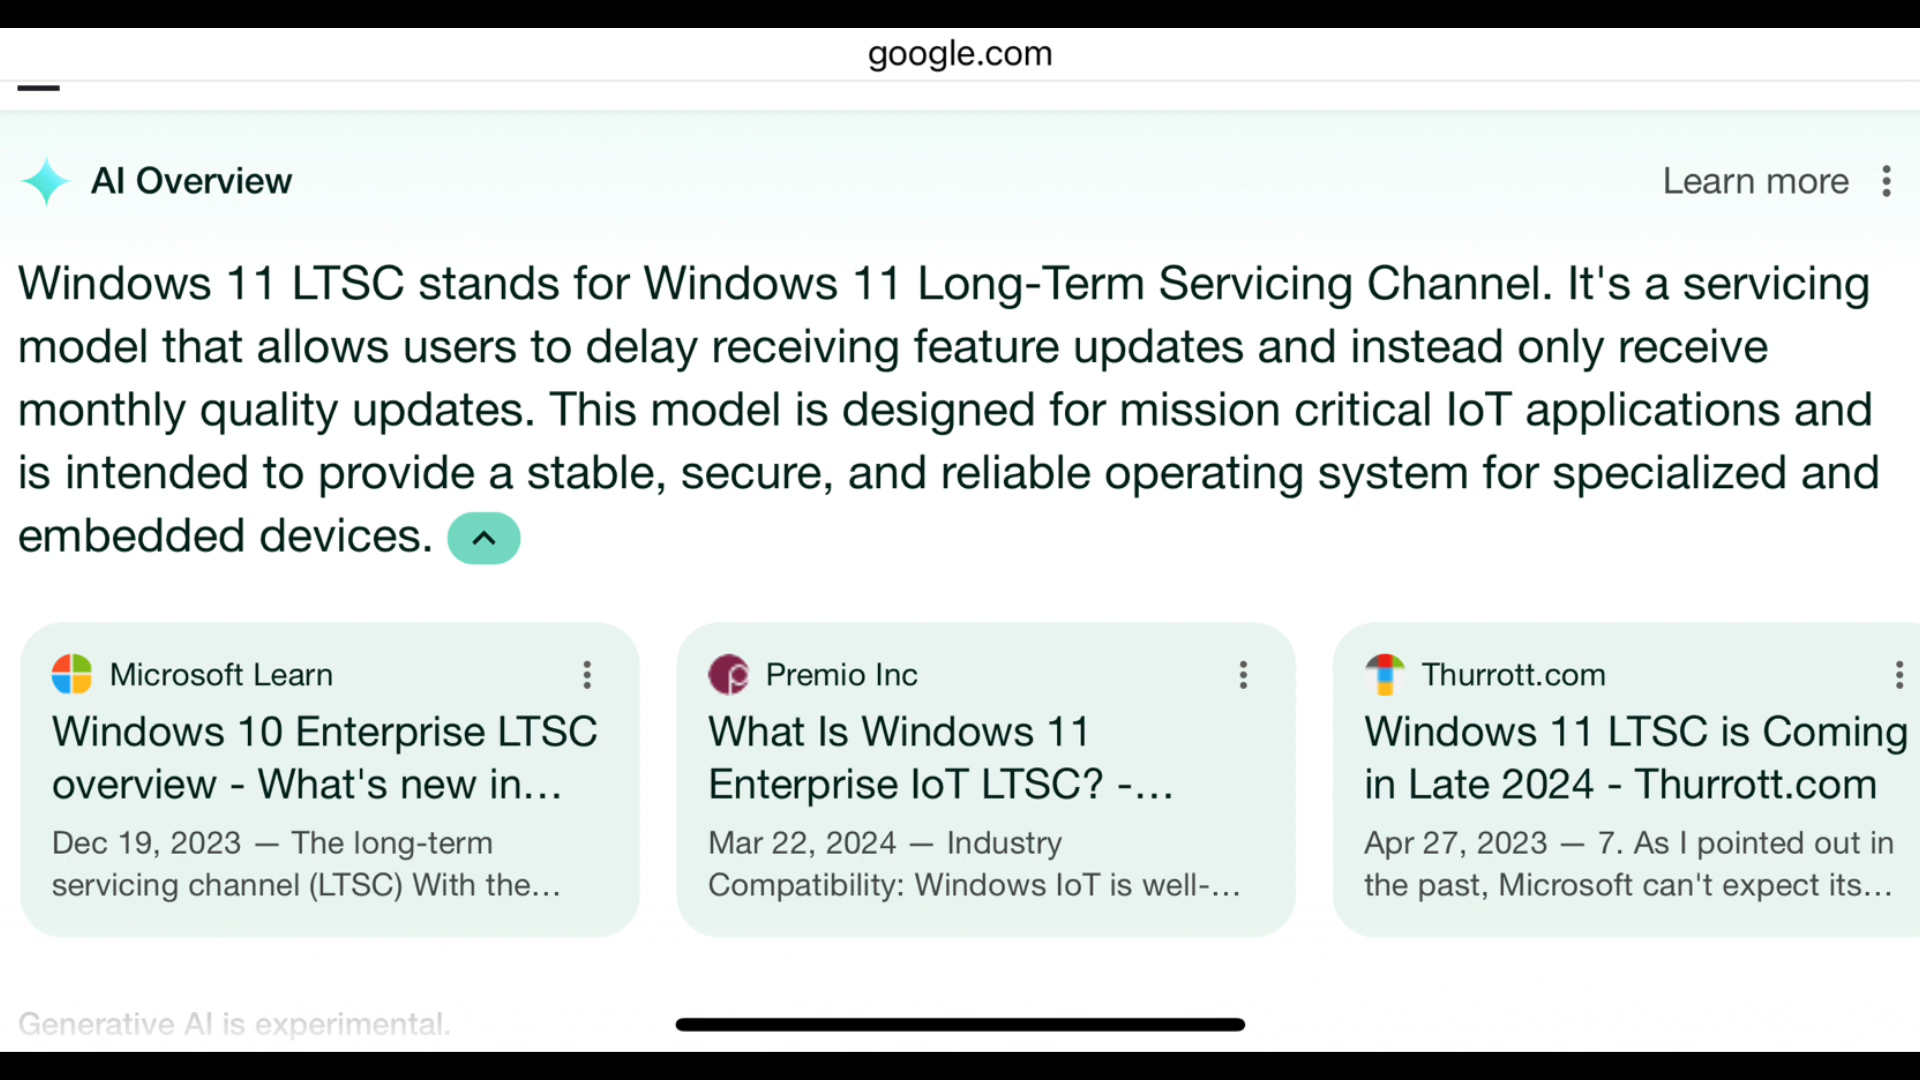 google.com
AI Overview
Learn more
Windows 11 LTSC stands for Windows 11 Long-Term Servicing Channel. It's a servicing
model that allows users to delay receiving feature updates and instead only receive
monthly quality updates. This model is designed for mission critical IoT applications and
is intended to provide a stable, secure, and reliable operating system for specialized and
embedded devices.
Microsoft Learn
Windows 10 Enterprise LTSC
overview - What's new in...
Dec 19, 2023 — The long-term
servicing channel (LTSC) With the...
Premio Inc
What Is Windows 11
Enterprise IoT LTSC? -...
Mar 22, 2024 — Industry
Compatibility: Windows IoT is well-...
Thurrott.com
Windows 11 LTSC is Coming
in Late 2024 - Thurrott.com
Apr 27, 2023 — 7. As I pointed out in
the past, Microsoft can't expect its...
Generative AI is experimental.